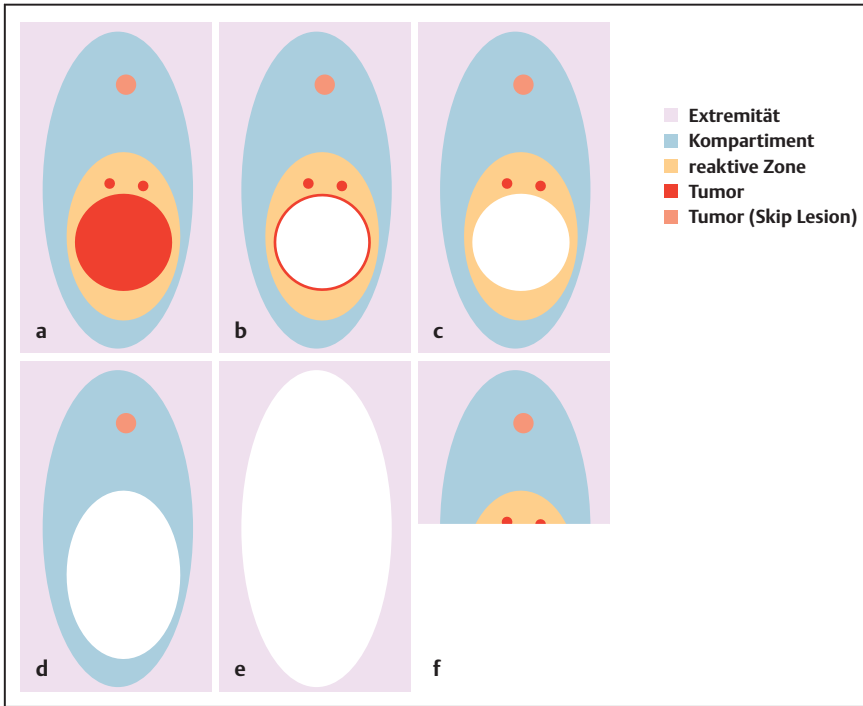 a
b
c
Extremität
Kompartiment
reaktive Zone
Tumor
Tumor (Skip Lesion)
d
e
f